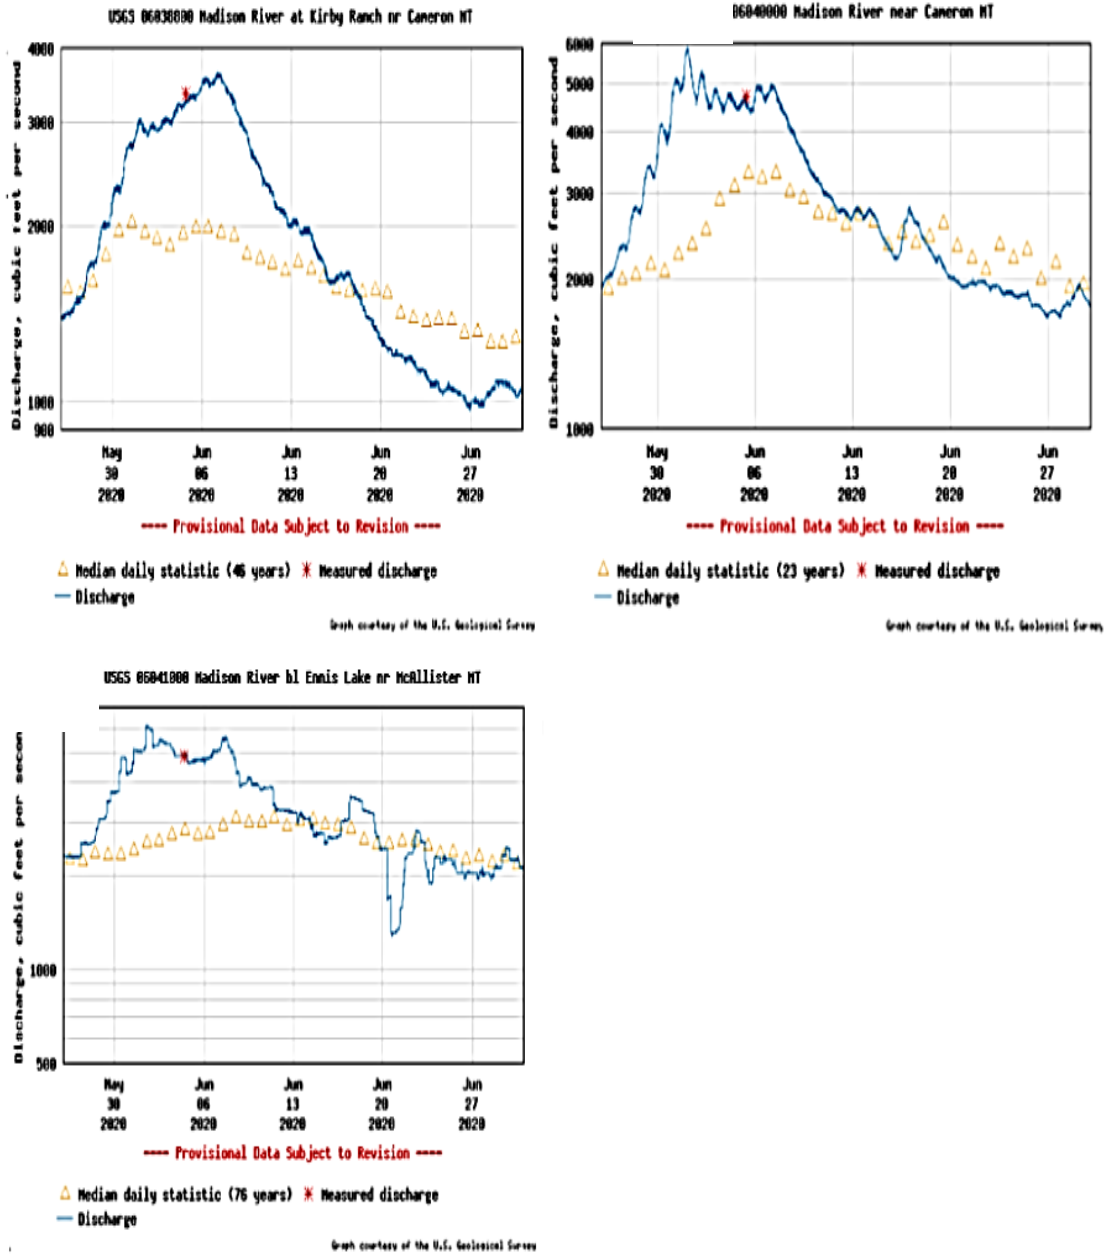 USGS 06038800 Madison River at Kirby Ranch nr Cameron MT
Discharge, cubic feet per second
4000
3000
2000
1000
900
May 30 2020
Jun 06 2020
Jun 13 2020
Jun 20 2020
Jun 27 2020
---- Provisional Data Subject to Revision ----
Median daily statistic (46 years) Measured discharge
Discharge
Graph courtesy of the U.S. Geological Survey
06040000 Madison River near Cameron MT
Discharge, cubic feet per second
6000
5000
4000
3000
2000
1000
May 30 2020
Jun 06 2020
Jun 13 2020
Jun 20 2020
Jun 27 2020
---- Provisional Data Subject to Revision ----
Median daily statistic (23 years) Measured discharge
Discharge
Graph courtesy of the U.S. Geological Survey
USGS 06041000 Madison River bl Ennis Lake nr McAllister MT
Discharge, cubic feet per secon
1000
500
May 30 2020
Jun 06 2020
Jun 13 2020
Jun 20 2020
Jun 27 2020
---- Provisional Data Subject to Revision ----
Median daily statistic (76 years) Measured discharge
Discharge
Graph courtesy of the U.S. Geological Survey